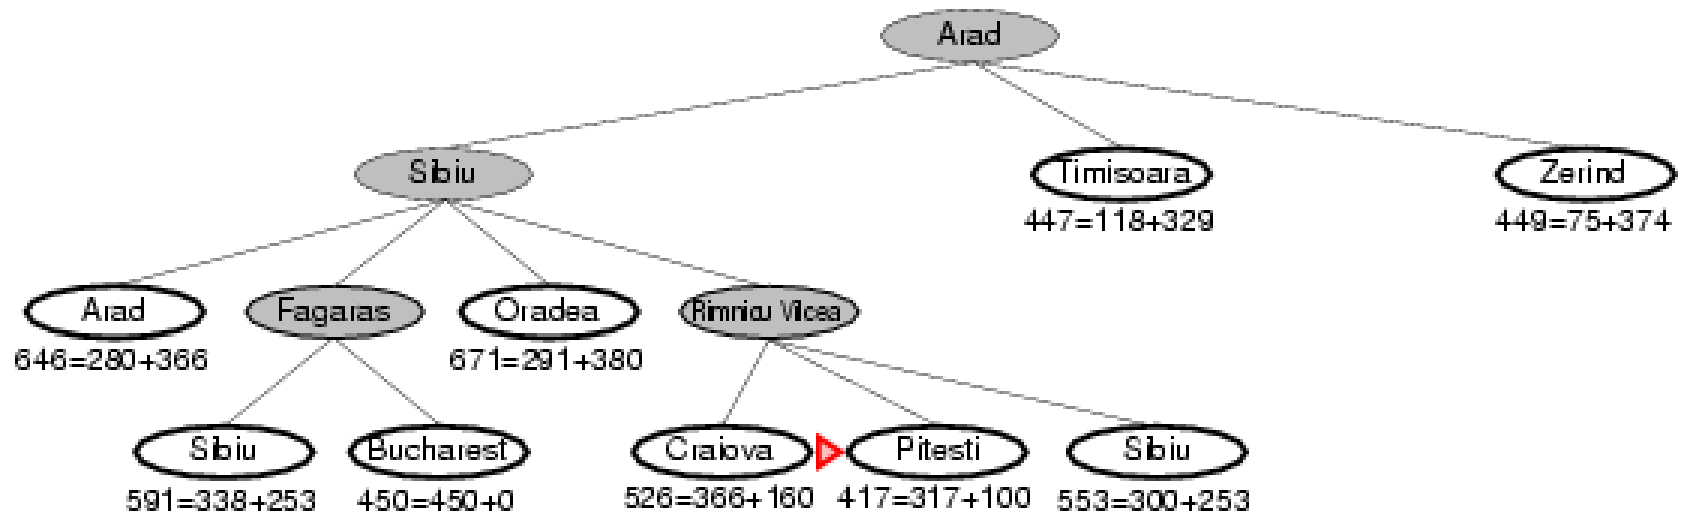 Arad
Sibiu Timisoara Zerind
447=118+329 449=75+374
Arad Fagaras Oradea Rimnicu Vilcea
646=280+366 671=291+380
Sibiu Bucharest Craiova Pitesti Sibiu
591=338+253 450=450+0 526=366+160 417=317+100 553=300+253